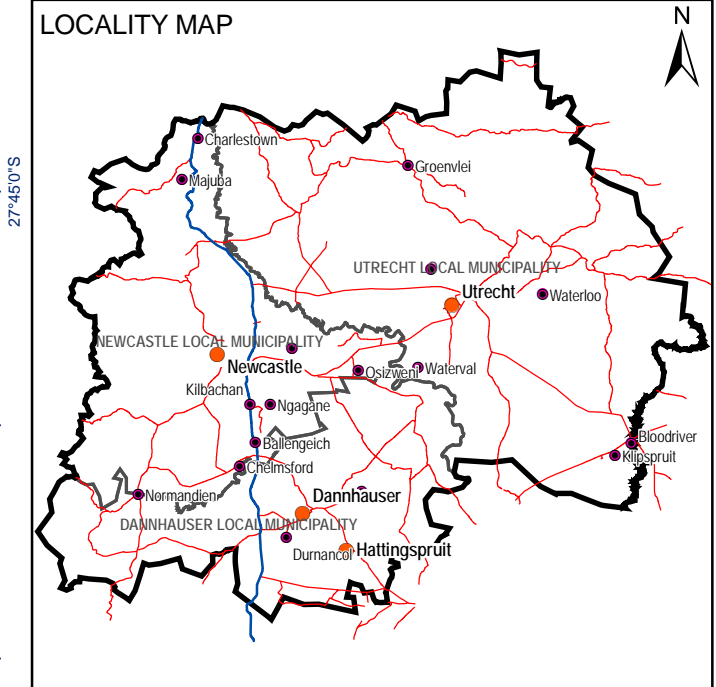 LOCALITY MAP
N
27°45'0"S
Charlestown
Majuba
Groenvlei
UTRECHT LOCAL MUNICIPALITY
Utrecht
Waterloo
NEWCASTLE LOCAL MUNICIPALITY
Newcastle
Osizweni
Waterval
Kilbachan
Ngagane
Ballengeich
Bloodriver
Klipspruit
Chelmsford
Normandien
Dannhauser
DANNHAUSER LOCAL MUNICIPALITY
Durnancol
Hattingspruit